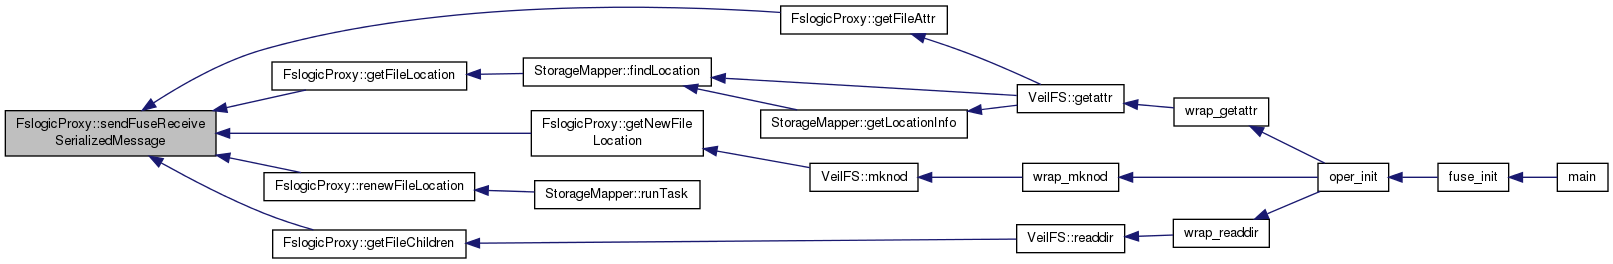 FslogicProxy::sendFuseReceive
SerializedMessage
FslogicProxy::getFileAttr
FslogicProxy::getFileLocation
StorageMapper::findLocation
VeilFS::getattr
wrap_getattr
StorageMapper::getLocationInfo
FslogicProxy::getNewFile
Location
VeilFS::mknod
wrap_mknod
oper_init
fuse_init
main
FslogicProxy::renewFileLocation
StorageMapper::runTask
FslogicProxy::getFileChildren
VeilFS::readdir
wrap_readdir